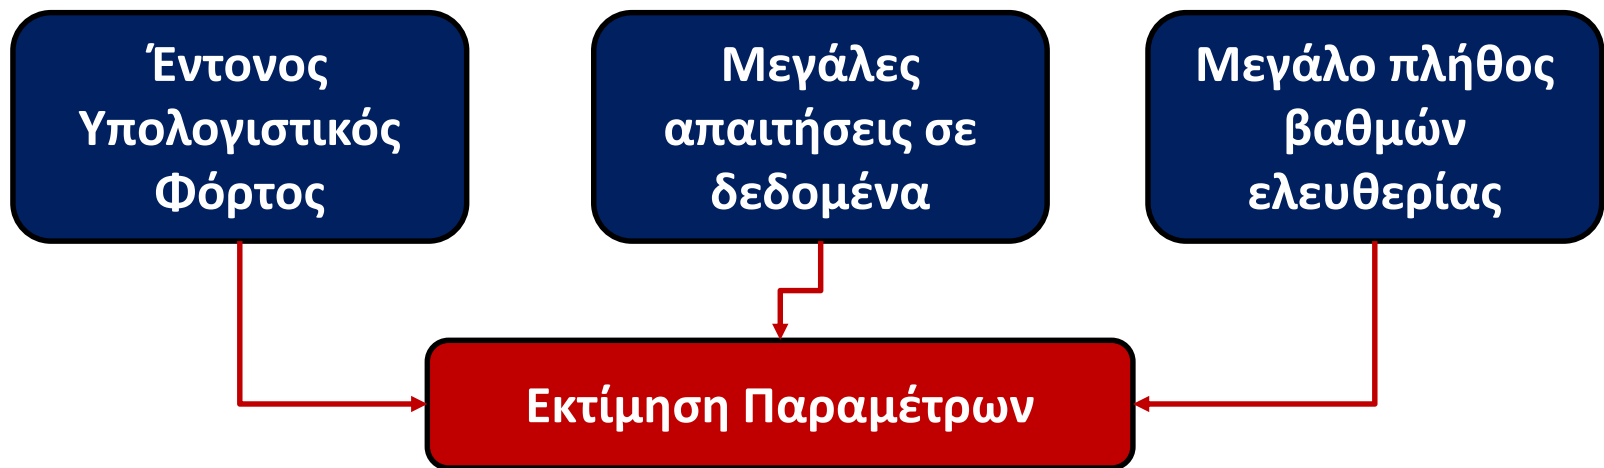 Έντονος
Υπολογιστικός
Φόρτος
Μεγάλες
απαιτήσεις σε
δεδομένα
Μεγάλο πλήθος
βαθμών
ελευθερίας
Εκτίμηση Παραμέτρων